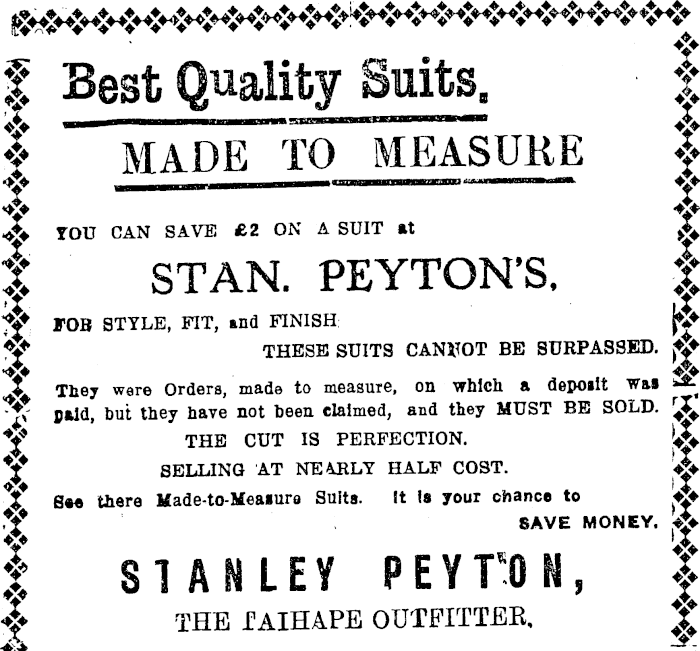 Best Quality Suits.
MADE TO MEASURE
YOU CAN SAVE £2 ON A SUIT at
STAN. PEYTON'S.
FOR STYLE, FIT, and FINISH
THESE SUITS CANNOT BE SURPASSED.
They were Orders, made to measure, on which a deposit was
paid, but they have not been claimed, and they MUST BE SOLD.
THE CUT IS PERFECTION.
SELLING AT NEARLY HALF COST.
See there Made-to-Measure Suits. It is your chance to
SAVE MONEY.
STANLEY PEYTON,
THE TAIHAPE OUTFITTER.